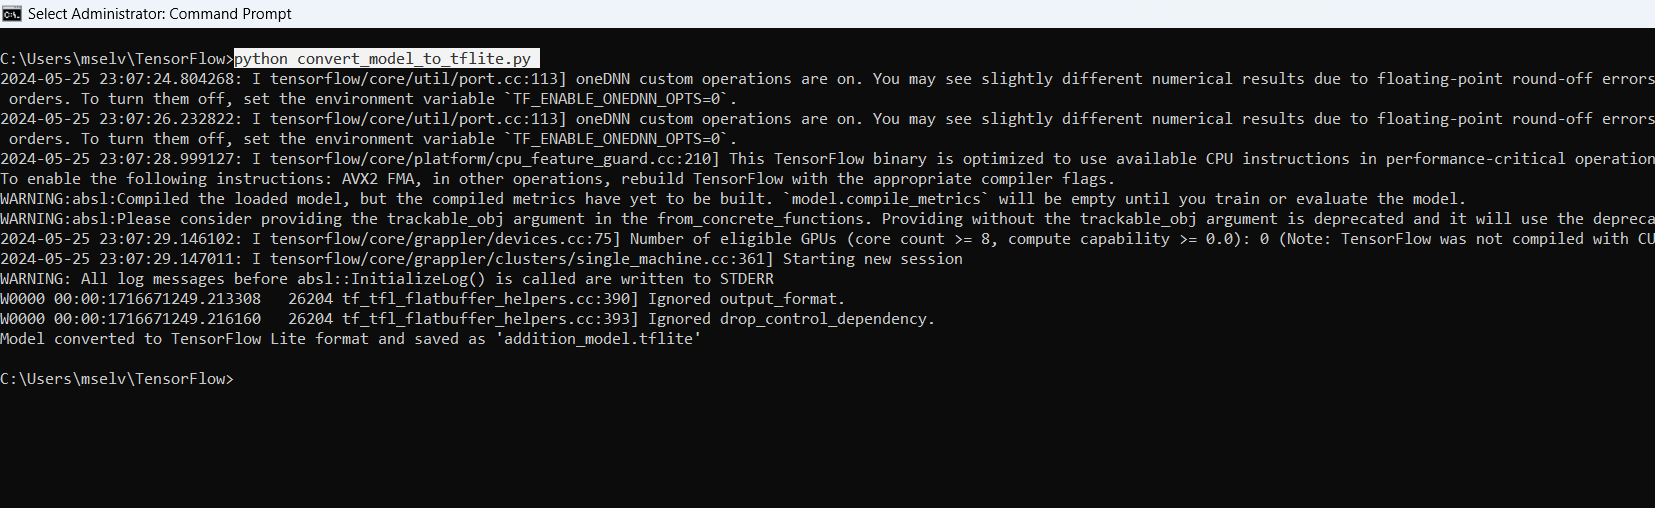 Select Administrator: Command Prompt
C:\Users\mselv\TensorFlow>python convert_model_to_tflite.py
2024-05-25 23:07:24.804268: I tensorflow/core/util/port.cc:113] oneDNN custom operations are on. You may see slightly different numerical results due to floating-point round-off errors
orders. To turn them off, set the environment variable `TF_ENABLE_ONEDNN_OPTS=0`.
2024-05-25 23:07:26.232822: I tensorflow/core/util/port.cc:113] oneDNN custom operations are on. You may see slightly different numerical results due to floating-point round-off errors
orders. To turn them off, set the environment variable `TF_ENABLE_ONEDNN_OPTS=0`.
2024-05-25 23:07:28.999127: I tensorflow/core/platform/cpu_feature_guard.cc:210] This TensorFlow binary is optimized to use available CPU instructions in performance-critical operation
To enable the following instructions: AVX2 FMA, in other operations, rebuild TensorFlow with the appropriate compiler flags.
WARNING:absl:Compiled the loaded model, but the compiled metrics have yet to be built. `model.compile_metrics` will be empty until you train or evaluate the model.
WARNING:absl:Please consider providing the trackable_obj argument in the from_concrete_functions. Providing without the trackable_obj argument is deprecated and it will use the depreca
2024-05-25 23:07:29.146102: I tensorflow/core/grappler/devices.cc:75] Number of eligible GPUs (core count >= 8, compute capability >= 0.0): 0 (Note: TensorFlow was not compiled with CU
2024-05-25 23:07:29.147011: I tensorflow/core/grappler/clusters/single_machine.cc:361] Starting new session
WARNING: All log messages before absl::InitializeLog() is called are written to STDERR
W0000 00:00:1716671249.213308   26204 tf_tfl_flatbuffer_helpers.cc:390] Ignored output_format.
W0000 00:00:1716671249.216160   26204 tf_tfl_flatbuffer_helpers.cc:393] Ignored drop_control_dependency.
Model converted to TensorFlow Lite format and saved as 'addition_model.tflite'
C:\Users\mselv\TensorFlow>